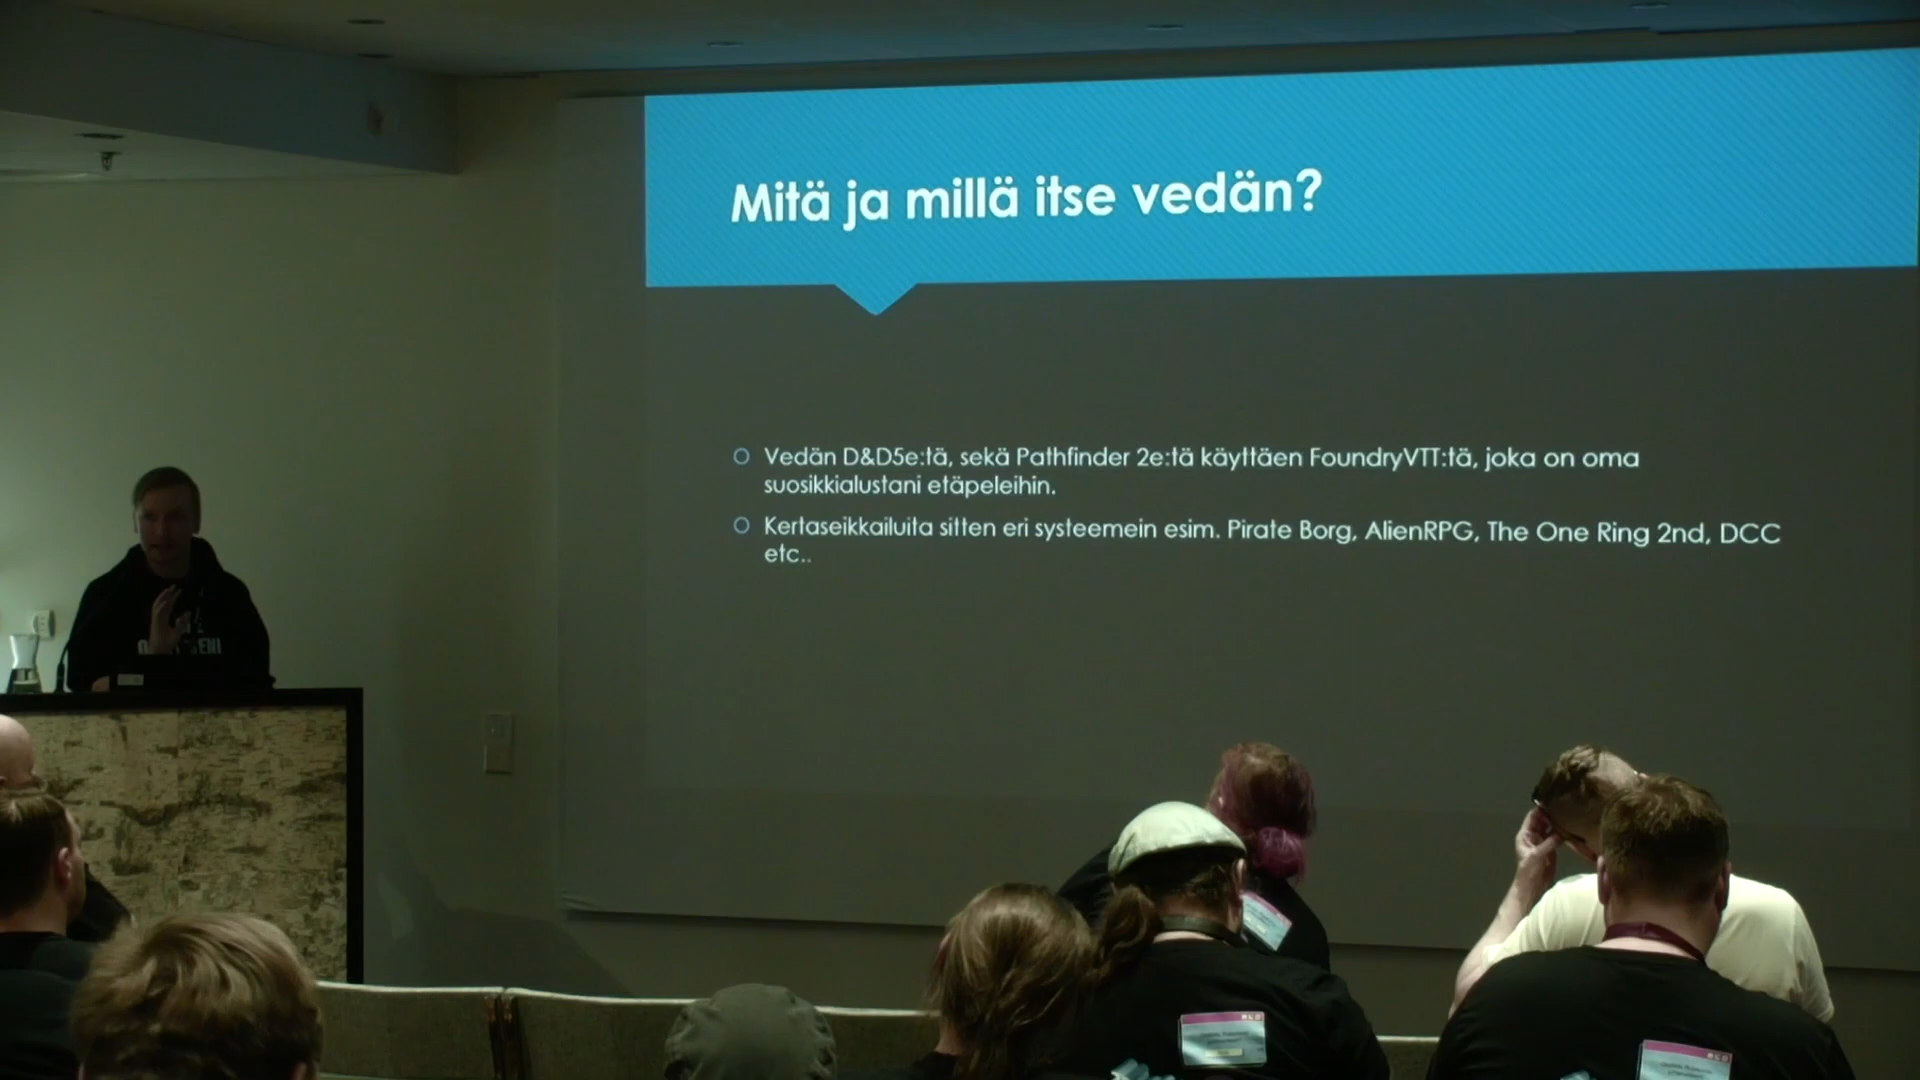 Mitä ja millä itse vedän?
Vedän D&D5e:tä, sekä Pathfinder 2e:tä käyttäen FoundryVTT:tä, joka on oma
suosikkialustani etäpeleihin.
Kertaseikkailuita sitten eri systeemein esim. Pirate Borg, AlienRPG, The One Ring 2nd, DCC
etc..